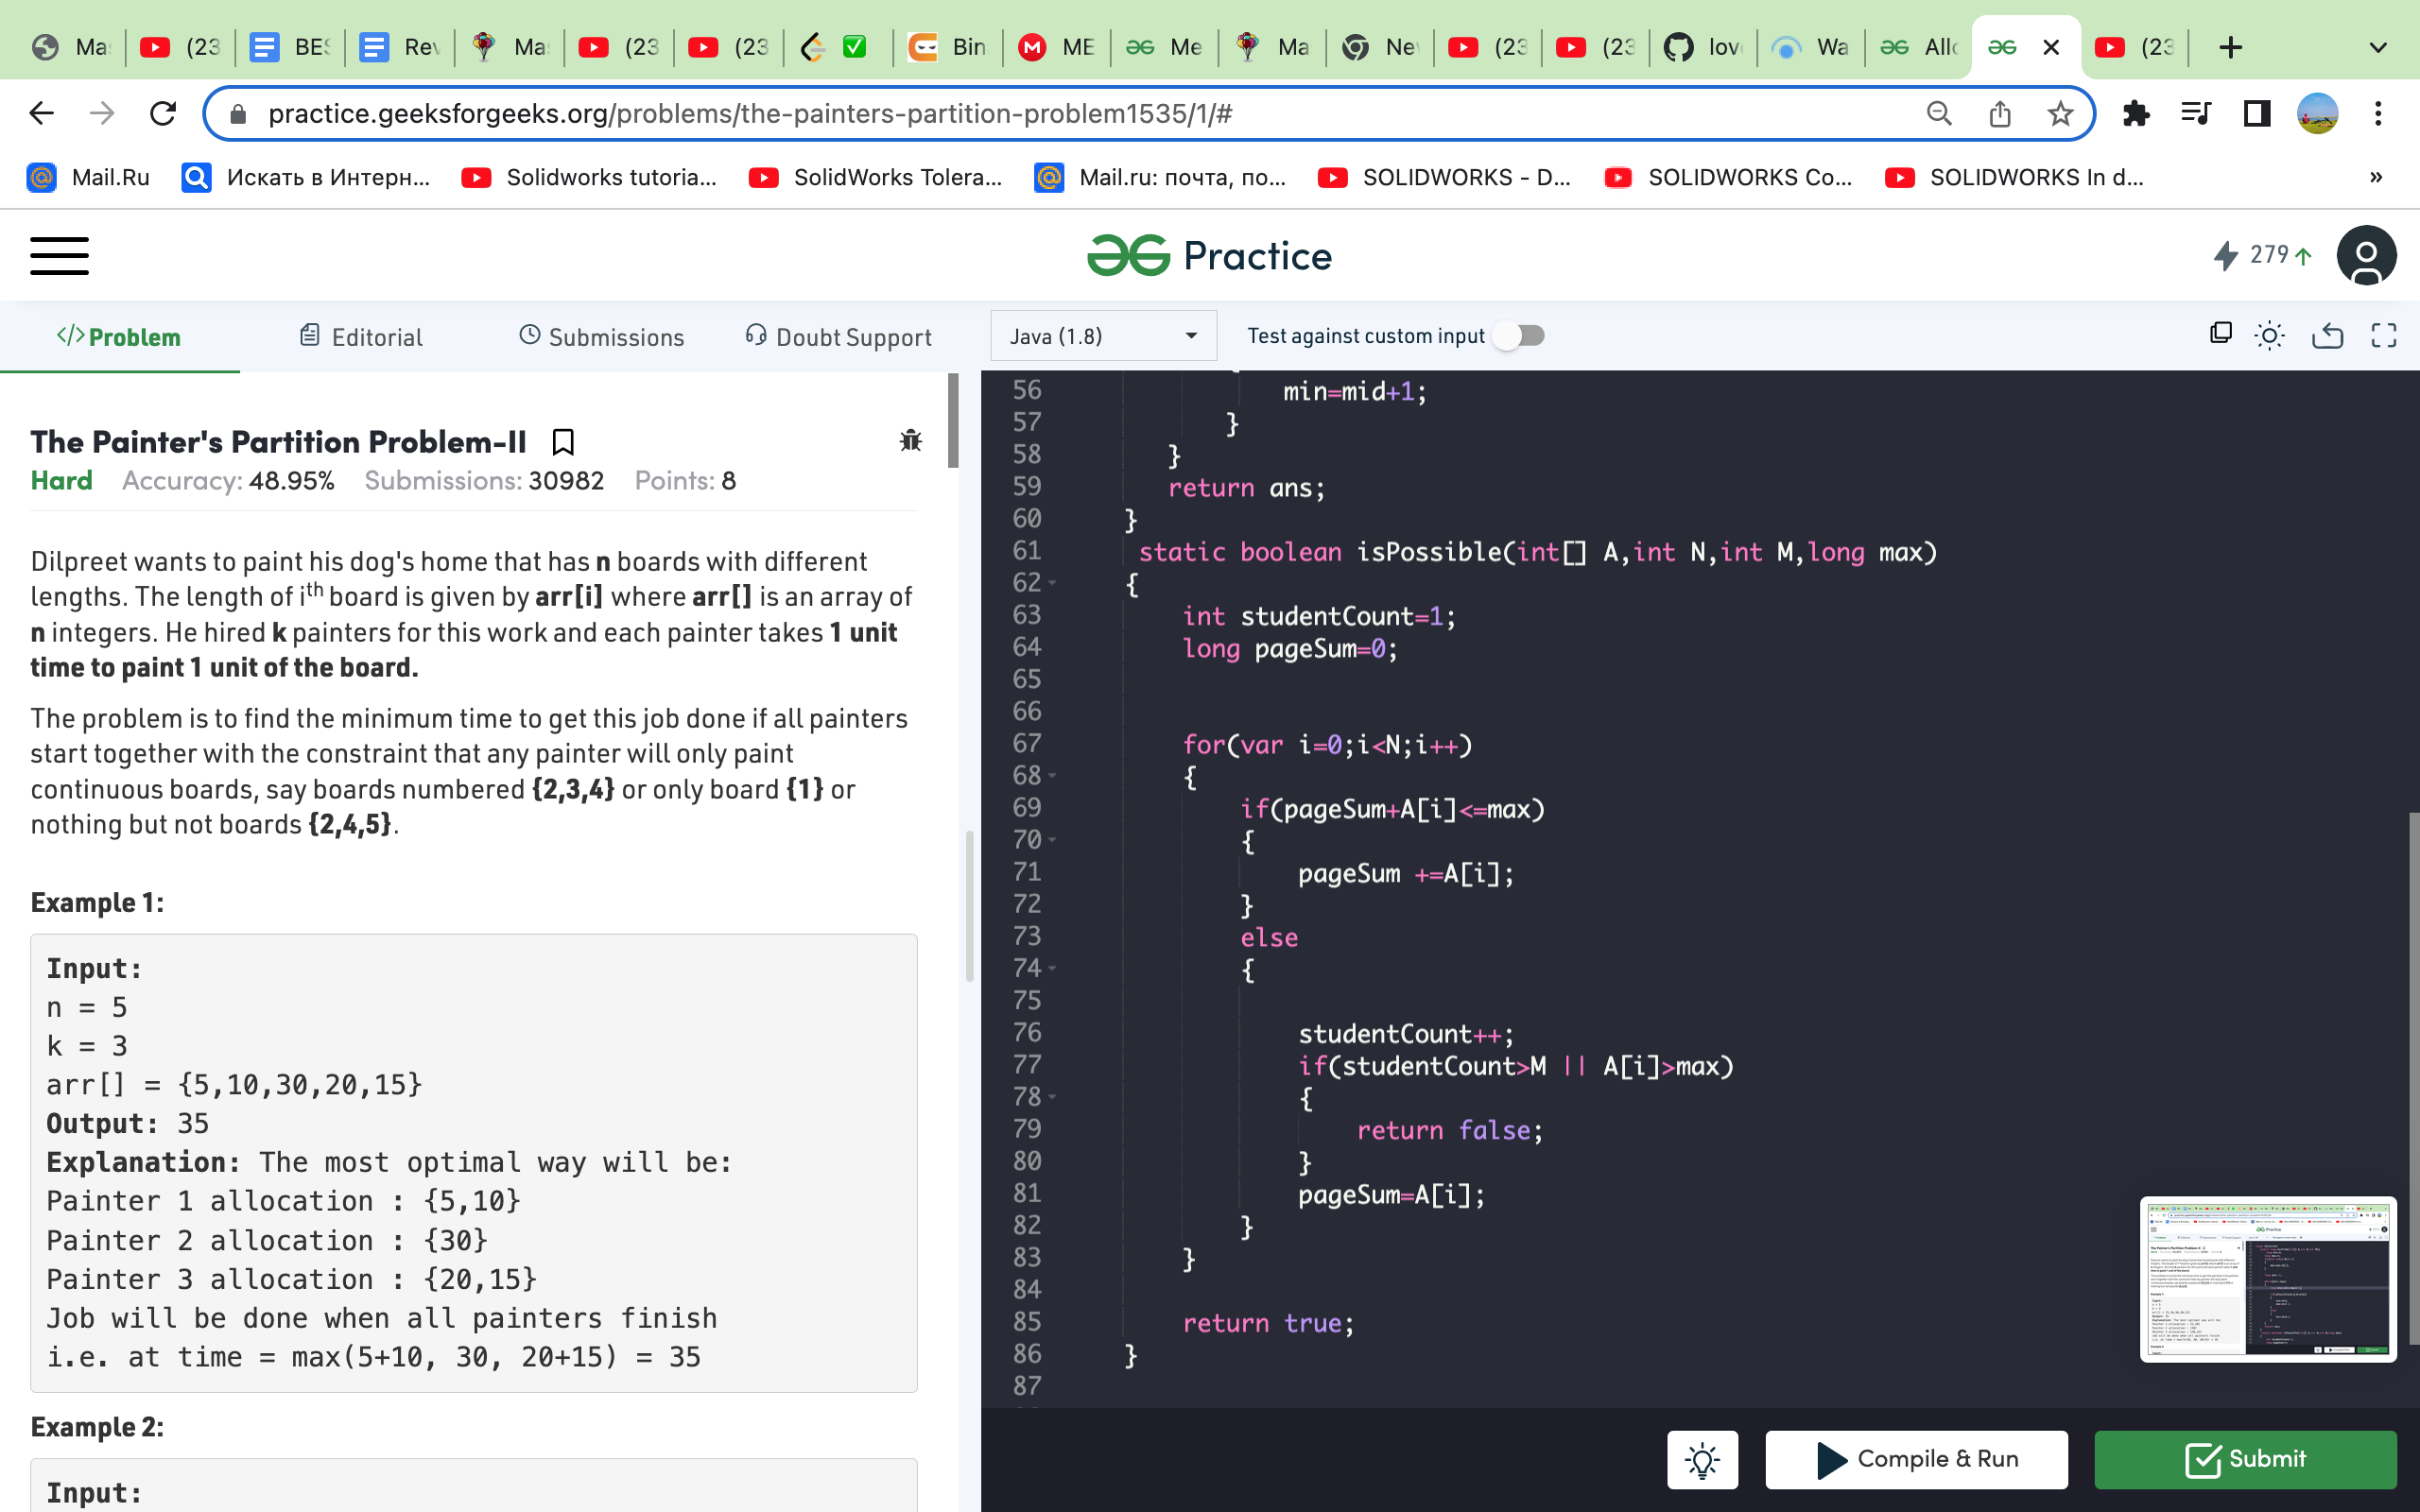 Ma
(23
BES
Rev
Ma
(23
(23
Bin
ME
Me
Ma
Ne
(23
(23
lov
Wa
Allo
(23
practice.geeksforgeeks.org/problems/the-painters-partition-problem1535/1/#
Mail.Ru
Искать в Интерн...
Solidworks tutoria...
SolidWorks Tolera...
Mail.ru: почта, по...
SOLIDWORKS - D...
SOLIDWORKS Co...
SOLIDWORKS In d...
»
Practice
279
</> Problem
Editorial
Submissions
Doubt Support
The Painter's Partition Problem-II
Hard Accuracy: 48.95% Submissions: 30982 Points: 8
Dilpreet wants to paint his dog's home that has n boards with different
lengths. The length of ith board is given by arr[i] where arr[] is an array of
n integers. He hired k painters for this work and each painter takes 1 unit
time to paint 1 unit of the board.
The problem is to find the minimum time to get this job done if all painters
start together with the constraint that any painter will only paint
continuous boards, say boards numbered {2,3,4} or only board {1} or
nothing but not boards {2,4,5}.
Example 1:
Input:
n = 5
k = 3
arr[] = {5,10,30,20,15}
Output: 35
Explanation: The most optimal way will be:
Painter 1 allocation : {5,10}
Painter 2 allocation : {30}
Painter 3 allocation : {20,15}
Job will be done when all painters finish
i.e. at time = max(5+10, 30, 20+15) = 35
Example 2:
Input:
Java (1.8)
Test against custom input
56 min=mid+1;
57 }
58 }
59 return ans;
60 }
61 static boolean isPossible(int[] A,int N,int M,long max)
62 {
63 int studentCount=1;
64 long pageSum=0;
65
66
67 for(var i=0;i<N;i++)
68 {
69 if(pageSum+A[i]<=max)
70 {
71 pageSum +=A[i];
72 }
73 else
74 {
75
76 studentCount++;
77 if(studentCount>M || A[i]>max)
78 {
79 return false;
80 }
81 pageSum=A[i];
82 }
83 }
84
85 return true;
86 }
87
Compile & Run
Submit